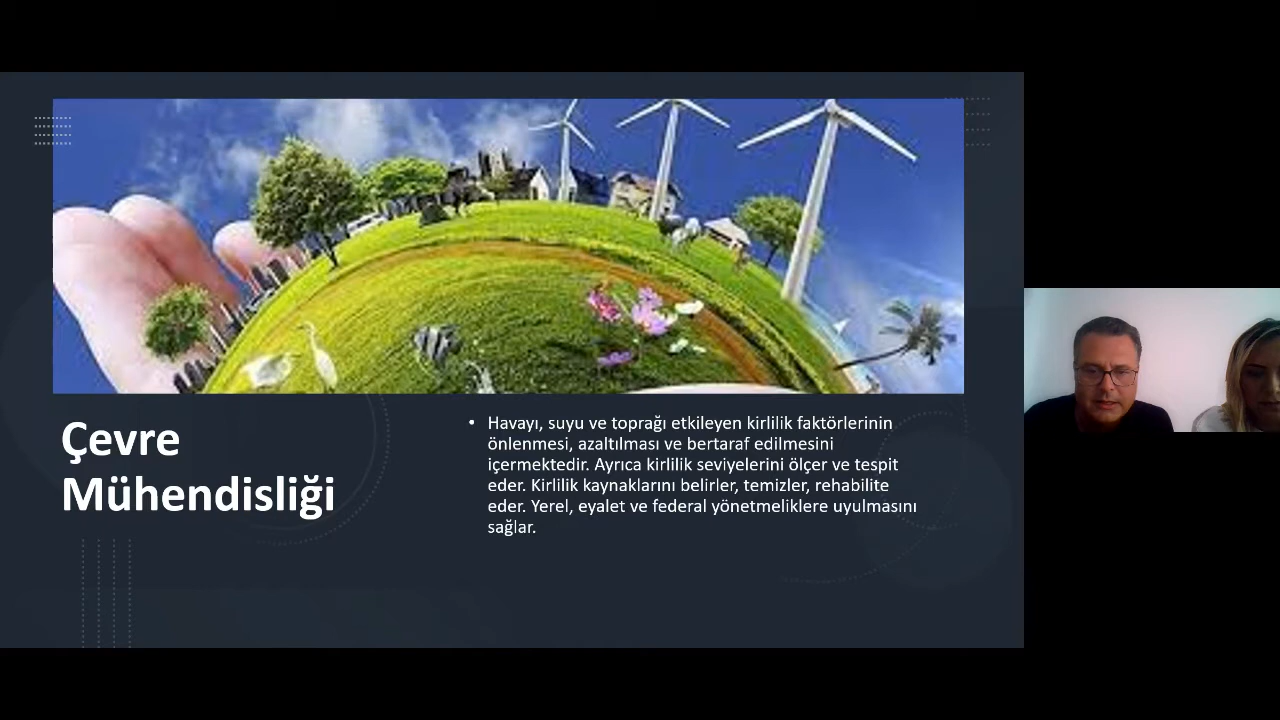 Çevre
Mühendisliği
• Havayı, suyu ve toprağı etkileyen kirlilik faktörlerinin
önlenmesi, azaltılması ve bertaraf edilmesini
içermektedir. Ayrıca kirlilik seviyelerini ölçer ve tespit
eder. Kirlilik kaynaklarını belirler, temizler, rehabilite
eder. Yerel, eyalet ve federal yönetmeliklere uyulmasını
sağlar.